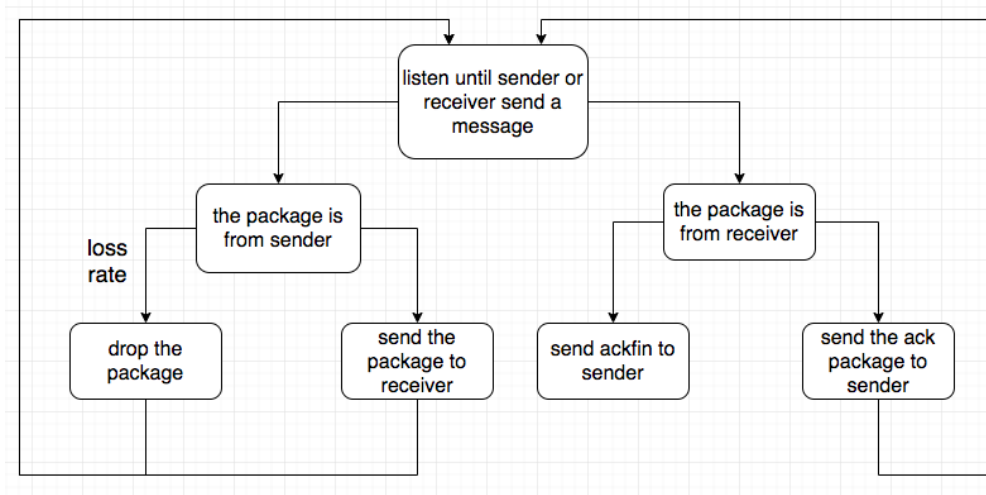 listen until sender or
receiver send a
message
the package is
from sender
the package is
from receiver
loss
rate
drop the
package
send the
package to
receiver
send ackfin to
sender
send the ack
package to
sender